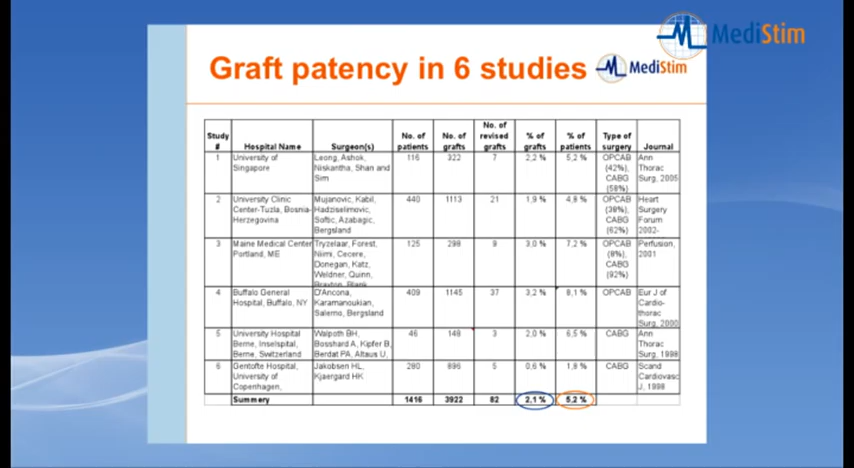 MediStim
Graft patency in 6 studies MediStim
Study # Hospital Name Surgeon(s) No. of patients No. of grafts No. of revised grafts % of grafts % of patients Type of surgery Journal
1 University of Singapore Leong, Ashok, Niskantha, Shan and Sim 116 322 7 2,2 % 5,2 % OPCAB (42%), CABG (58%) Ann Thorac Surg, 2005
2 University Clinic Center-Tuzla, Bosnia-Herzegovina Mujanovic, Kabil, Hadziselimovic, Softic, Azabagic, Bergsland 440 1113 21 1,9 % 4,8 % OPCAB (38%), CABG (62%) Heart Surgery Forum 2002-
3 Maine Medical Center Portland, ME Tryzelaar, Forest, Niimi, Cecere, Donegan, Katz, Weldner, Quinn, 125 298 9 3,0 % 7,2 % OPCAB (8%), CABG (92%) Perfusion, 2001
4 Buffalo General Hospital, Buffalo, NY D'Ancona, Karamanoukian, Salerno, Bergsland 409 1145 37 3,2 % 8,1 % OPCAB Eur J of Cardio-thorac Surg, 2000
5 University Hospital Berne, Inselspital, Berne, Switzerland Walpoth BH, Bosshard A, Kipfer B, Berdat PA, Altaus U, 46 148 3 2,0 % 6,5 % CABG Ann Thorac Surg, 1998
6 Gentofte Hospital, University of Copenhagen, Jakobsen HL, Kjaergard HK 280 896 5 0,6 % 1,8 % CABG Scand Cardiovasc J, 1998
Summery 1416 3922 82 2,1 % 5,2 %